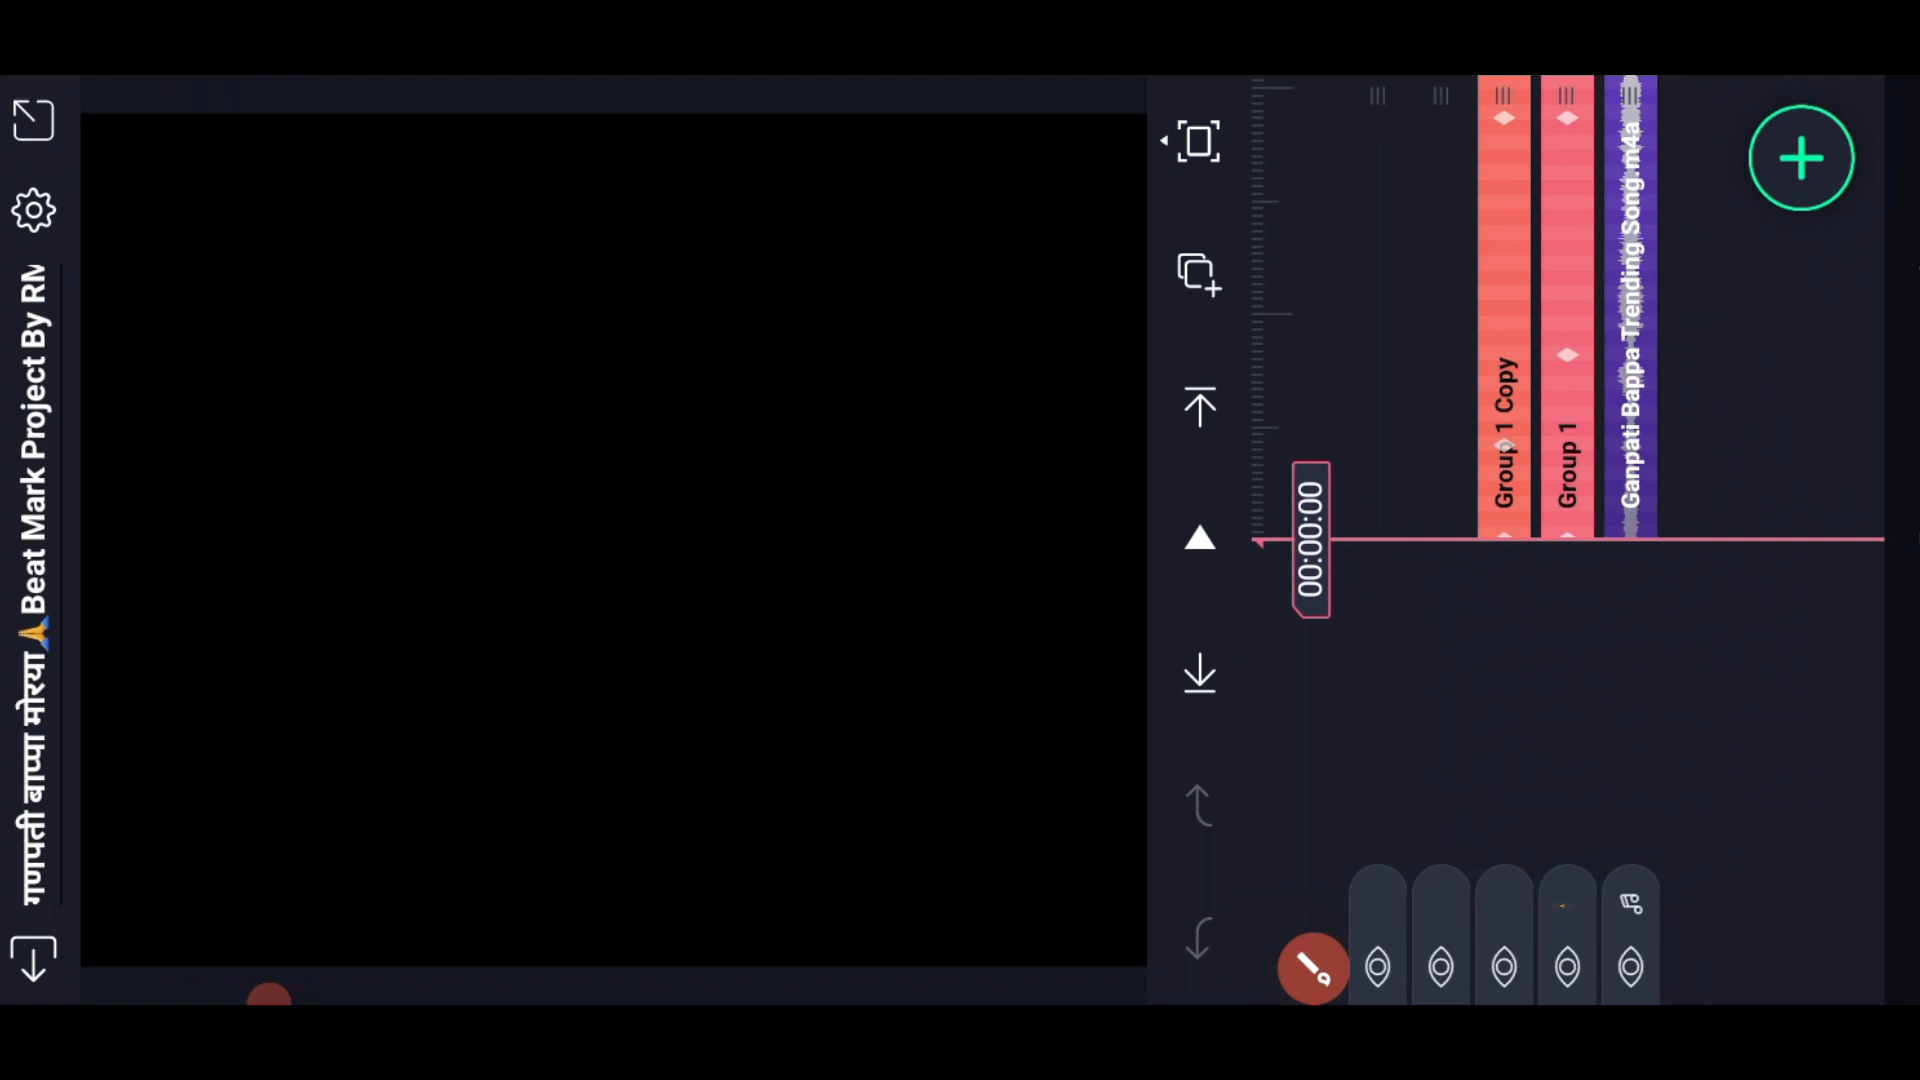 गणपती बाप्पा मोरया🙏Beat Mark Project By RM
00:00:00
Group 1 Copy
Group 1
Ganpati Bappa Trending Song.m4a